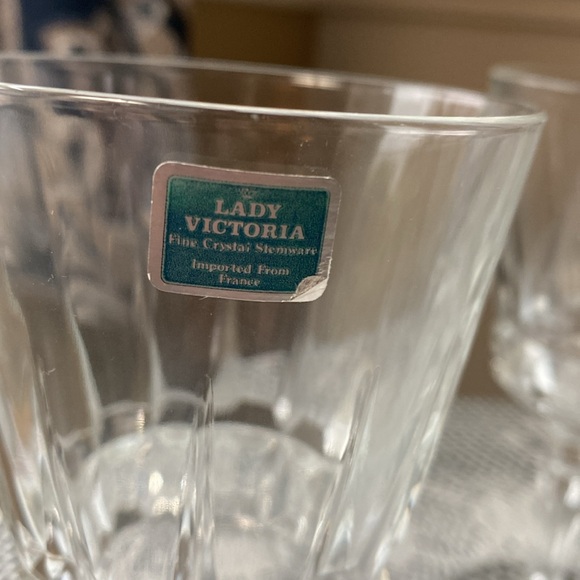 LADY
VICTORIA
Fine Crystal Stemware
Imported From
France